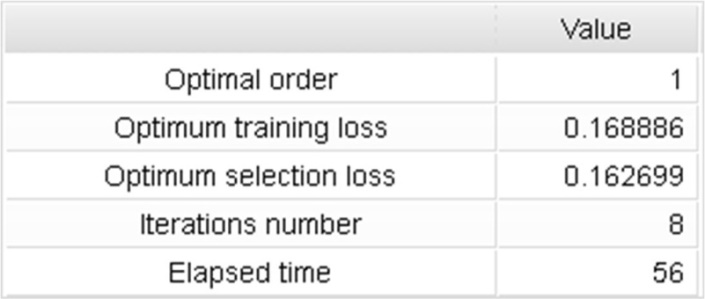 Value
Optimal order 1
Optimum training loss 0.168886
Optimum selection loss 0.162699
Iterations number 8
Elapsed time 56